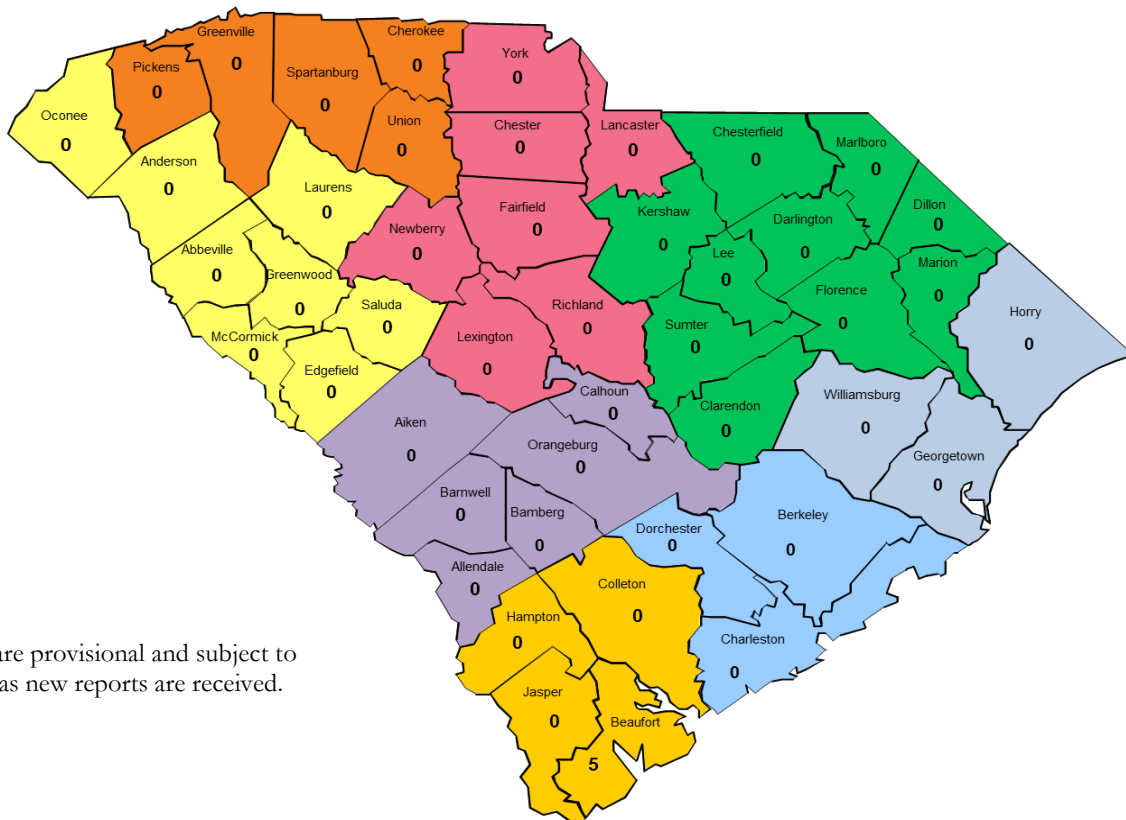 Greenville
0
Cherokee
0
York
0
Pickens
0
Spartanburg
0
Oconee
0
Union
0
Chester
0
Lancaster
0
Chesterfield
0
Marlboro
0
Anderson
0
Laurens
0
Fairfield
0
Kershaw
0
Darlington
0
Dillon
0
Newberry
0
Abbeville
0
Greenwood
0
Lee
0
Marion
0
Saluda
0
Richland
0
Florence
0
Horry
0
McCormick
0
Lexington
0
Sumter
0
Edgefield
0
Calhoun
0
Clarendon
0
Williamsburg
0
Aiken
0
Orangeburg
0
Georgetown
0
Barnwell
0
Bamberg
0
Dorchester
0
Berkeley
0
Allendale
0
Colleton
0
Hampton
0
Charleston
0
are provisional and subject to
as new reports are received.
Jasper
0
Beaufort
5